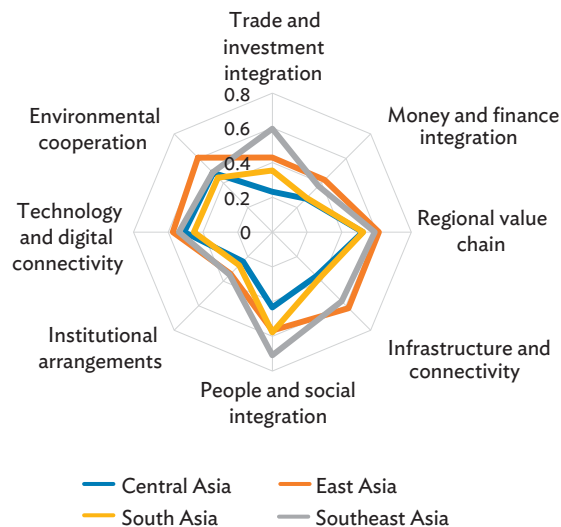 Trade and
investment
integration
0.8
0.6
0.4
0.2
0
Money and finance
integration
Regional value
chain
Infrastructure and
connectivity
People and social
integration
Institutional
arrangements
Technology
and digital
connectivity
Environmental
cooperation
Central Asia
East Asia
South Asia
Southeast Asia